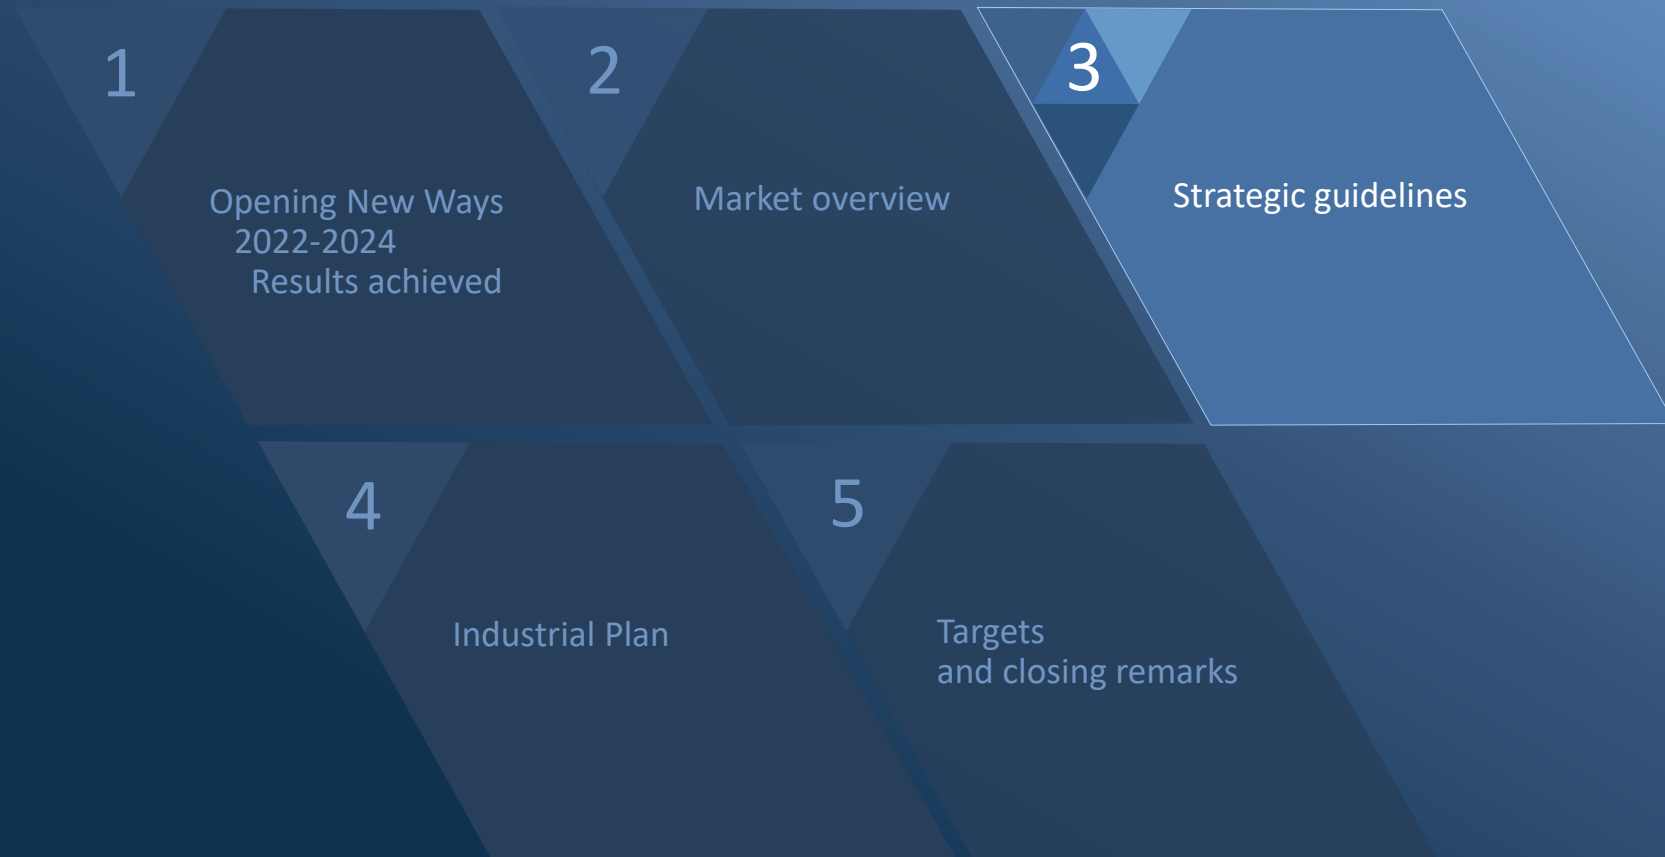 1
Opening New Ways
2022-2024
Results achieved
2
Market overview
3
Strategic guidelines
4
Industrial Plan
5
Targets
and closing remarks